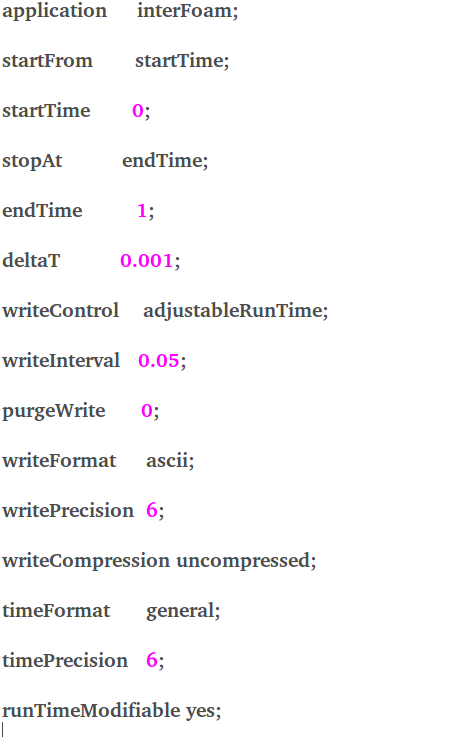 application interFoam;
startFrom startTime;
startTime 0;
stopAt endTime;
endTime 1;
deltaT 0.001;
writeControl adjustableRunTime;
writeInterval 0.05;
purgeWrite 0;
writeFormat ascii;
writePrecision 6;
writeCompression uncompressed;
timeFormat general;
timePrecision 6;
runTimeModifiable yes;